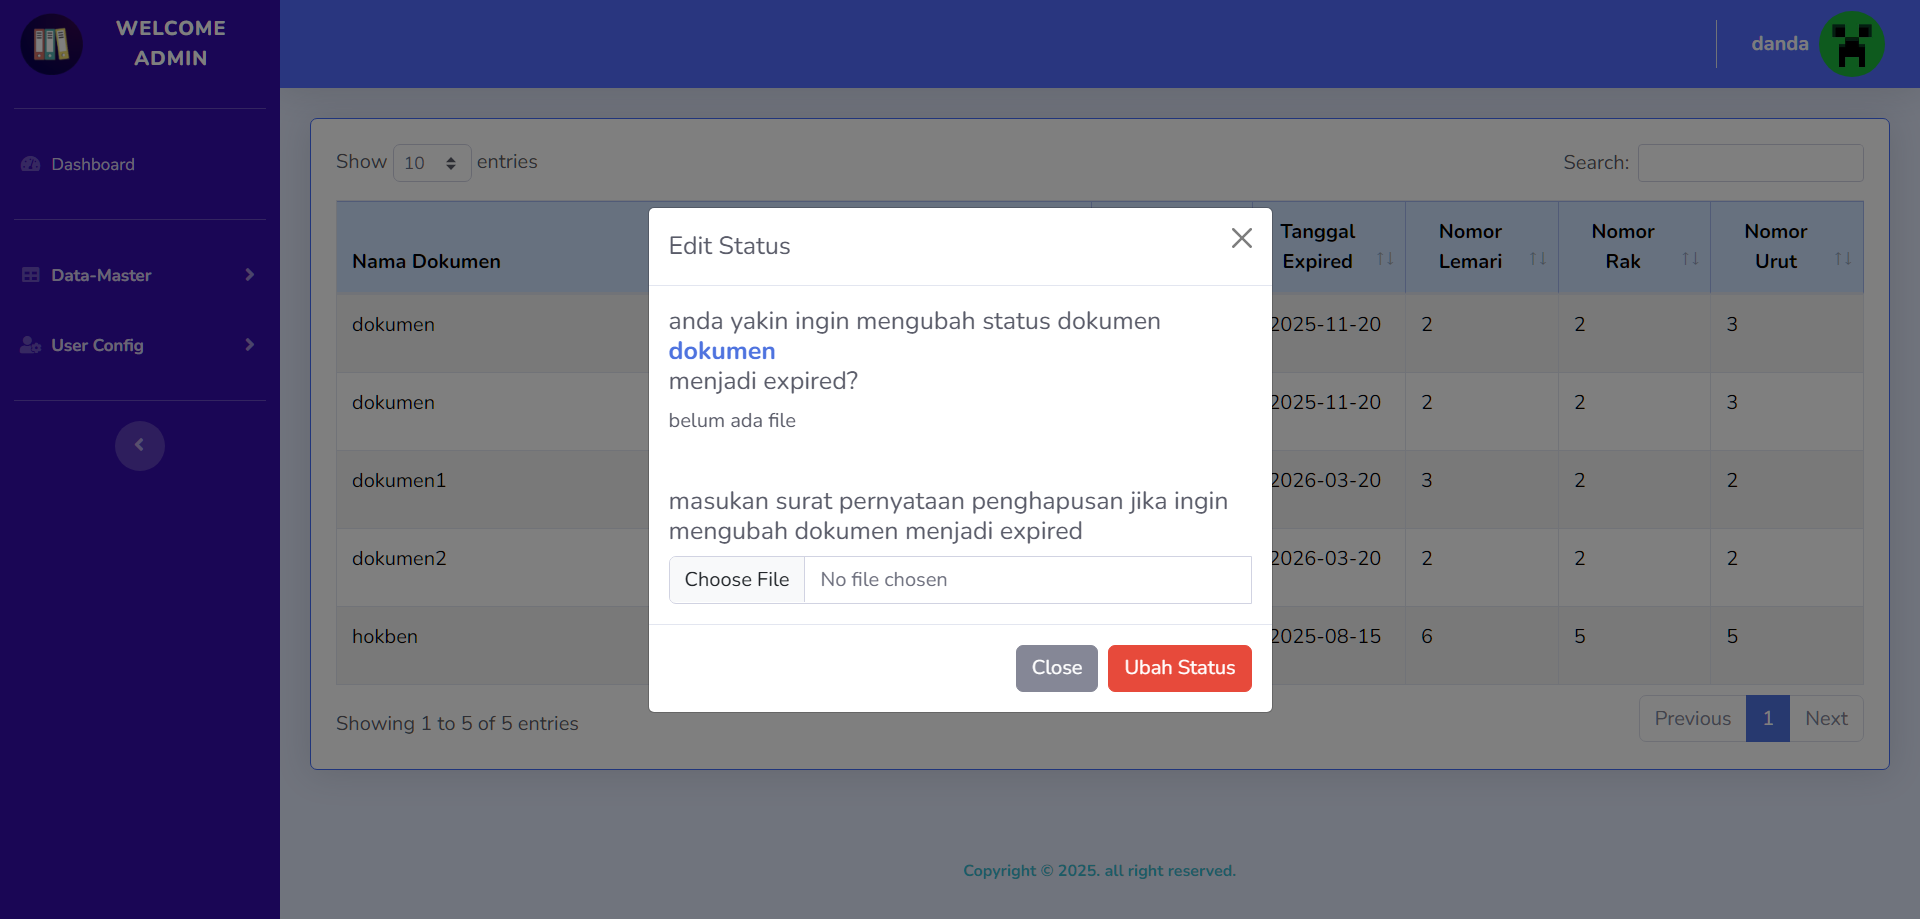 WELCOME
ADMIN
danda
Dashboard
Data-Master
User Config
Show 10 entries
Search:
Nama Dokumen
Tanggal
Expired
Nomor
Lemari
Nomor
Rak
Nomor
Urut
dokumen 2025-11-20 2 2 3
dokumen 2025-11-20 2 2 3
dokumen1 2026-03-20 3 2 2
dokumen2 2026-03-20 2 2 2
hokben 2025-08-15 6 5 5
Showing 1 to 5 of 5 entries
Previous 1 Next
Edit Status
anda yakin ingin mengubah status dokumen
dokumen
menjadi expired?
belum ada file
masukan surat pernyataan penghapusan jika ingin
mengubah dokumen menjadi expired
Choose File No file chosen
Close Ubah Status
Copyright © 2025. all right reserved.